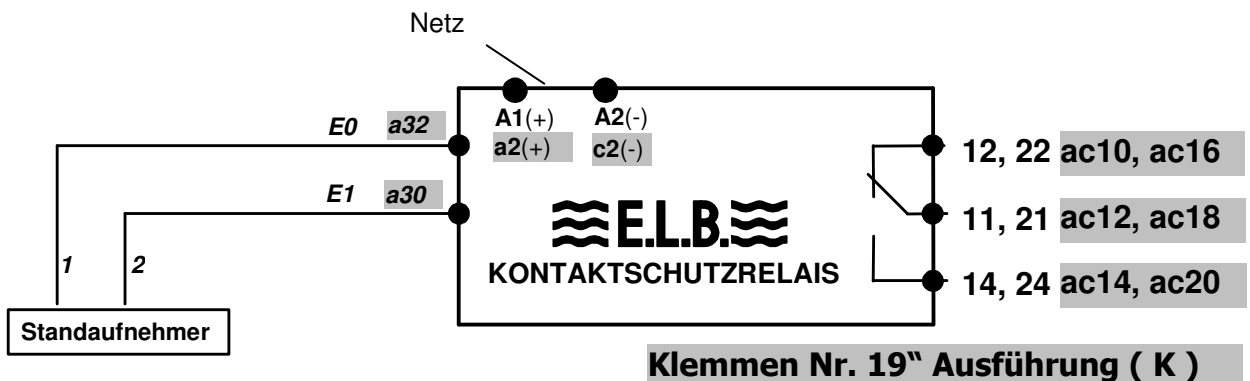 Netz
A1(+) A2(-)
E0 a32 a2(+) c2(-)
12, 22 ac10, ac16
E1 a30
11, 21 ac12, ac18
E.L.B.
1 2 KONTAKTSCHUTZRELAIS
14, 24 ac14, ac20
Standaufnehmer
Klemmen Nr. 19“ Ausführung ( K )